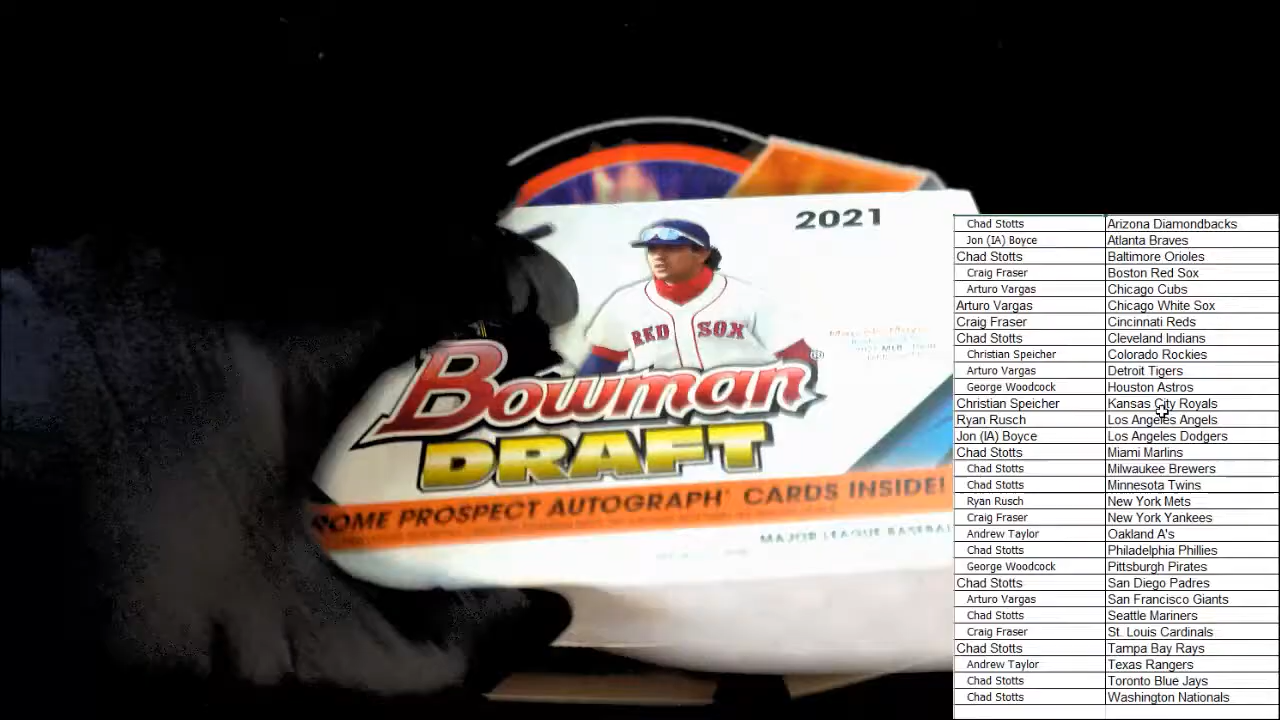 2021
RED SOX
Bowman
DRAFT
OME PROSPECT AUTOGRAPH CARDS INSIDE!
MAJOR LEAGUE BASEBAL
Chad Stotts Arizona Diamondbacks
Jon (IA) Boyce Atlanta Braves
Chad Stotts Baltimore Orioles
Craig Fraser Boston Red Sox
Arturo Vargas Chicago Cubs
Arturo Vargas Chicago White Sox
Craig Fraser Cincinnati Reds
Chad Stotts Cleveland Indians
Christian Speicher Colorado Rockies
Arturo Vargas Detroit Tigers
George Woodcock Houston Astros
Christian Speicher Kansas City Royals
Ryan Rusch Los Angeles Angels
Jon (IA) Boyce Los Angeles Dodgers
Chad Stotts Miami Marlins
Chad Stotts Milwaukee Brewers
Chad Stotts Minnesota Twins
Ryan Rusch New York Mets
Craig Fraser New York Yankees
Andrew Taylor Oakland A's
Chad Stotts Philadelphia Phillies
George Woodcock Pittsburgh Pirates
Chad Stotts San Diego Padres
Arturo Vargas San Francisco Giants
Chad Stotts Seattle Mariners
Craig Fraser St. Louis Cardinals
Chad Stotts Tampa Bay Rays
Andrew Taylor Texas Rangers
Chad Stotts Toronto Blue Jays
Chad Stotts Washington Nationals